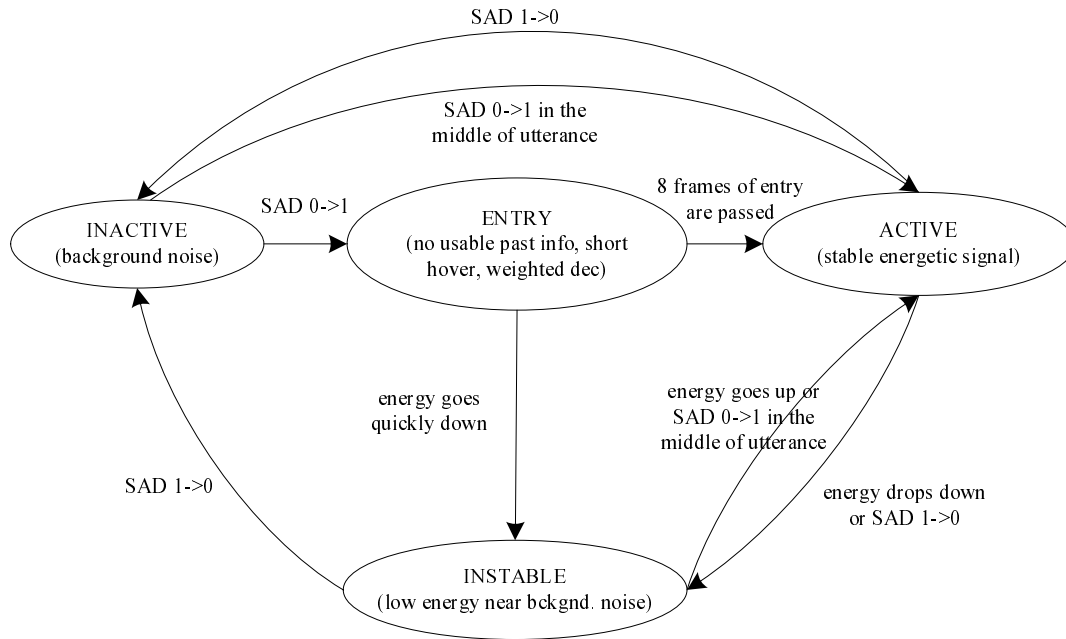 SAD 1->0
SAD 0->1 in the
middle of utterance
8 frames of entry
are passed
SAD 0->1
INACTIVE
(background noise)
ENTRY
(no usable past info, short
hover, weighted dec)
ACTIVE
(stable energetic signal)
energy goes
quickly down
energy goes up or
SAD 0->1 in the
middle of utterance
SAD 1->0
energy drops down
or SAD 1->0
INSTABLE
(low energy near bckgnd. noise)